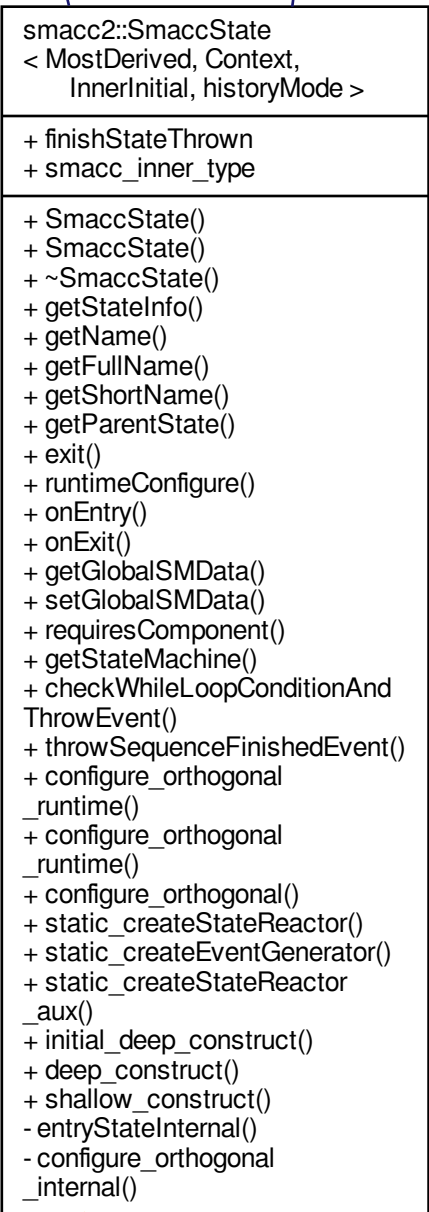 smacc2::SmaccState
< MostDerived, Context,
InnerInitial, historyMode >
+ finishStateThrown
+ smacc_inner_type
+ SmaccState()
+ SmaccState()
+ ~SmaccState()
+ getStateInfo()
+ getName()
+ getFullName()
+ getShortName()
+ getParentState()
+ exit()
+ runtimeConfigure()
+ onEntry()
+ onExit()
+ getGlobalSMData()
+ setGlobalSMData()
+ requiresComponent()
+ getStateMachine()
+ checkWhileLoopConditionAnd
ThrowEvent()
+ throwSequenceFinishedEvent()
+ configure_orthogonal
_runtime()
+ configure_orthogonal
_runtime()
+ configure_orthogonal()
+ static_createStateReactor()
+ static_createEventGenerator()
+ static_createStateReactor
_aux()
+ initial_deep_construct()
+ deep_construct()
+ shallow_construct()
- entryStateInternal()
- configure_orthogonal
_internal()